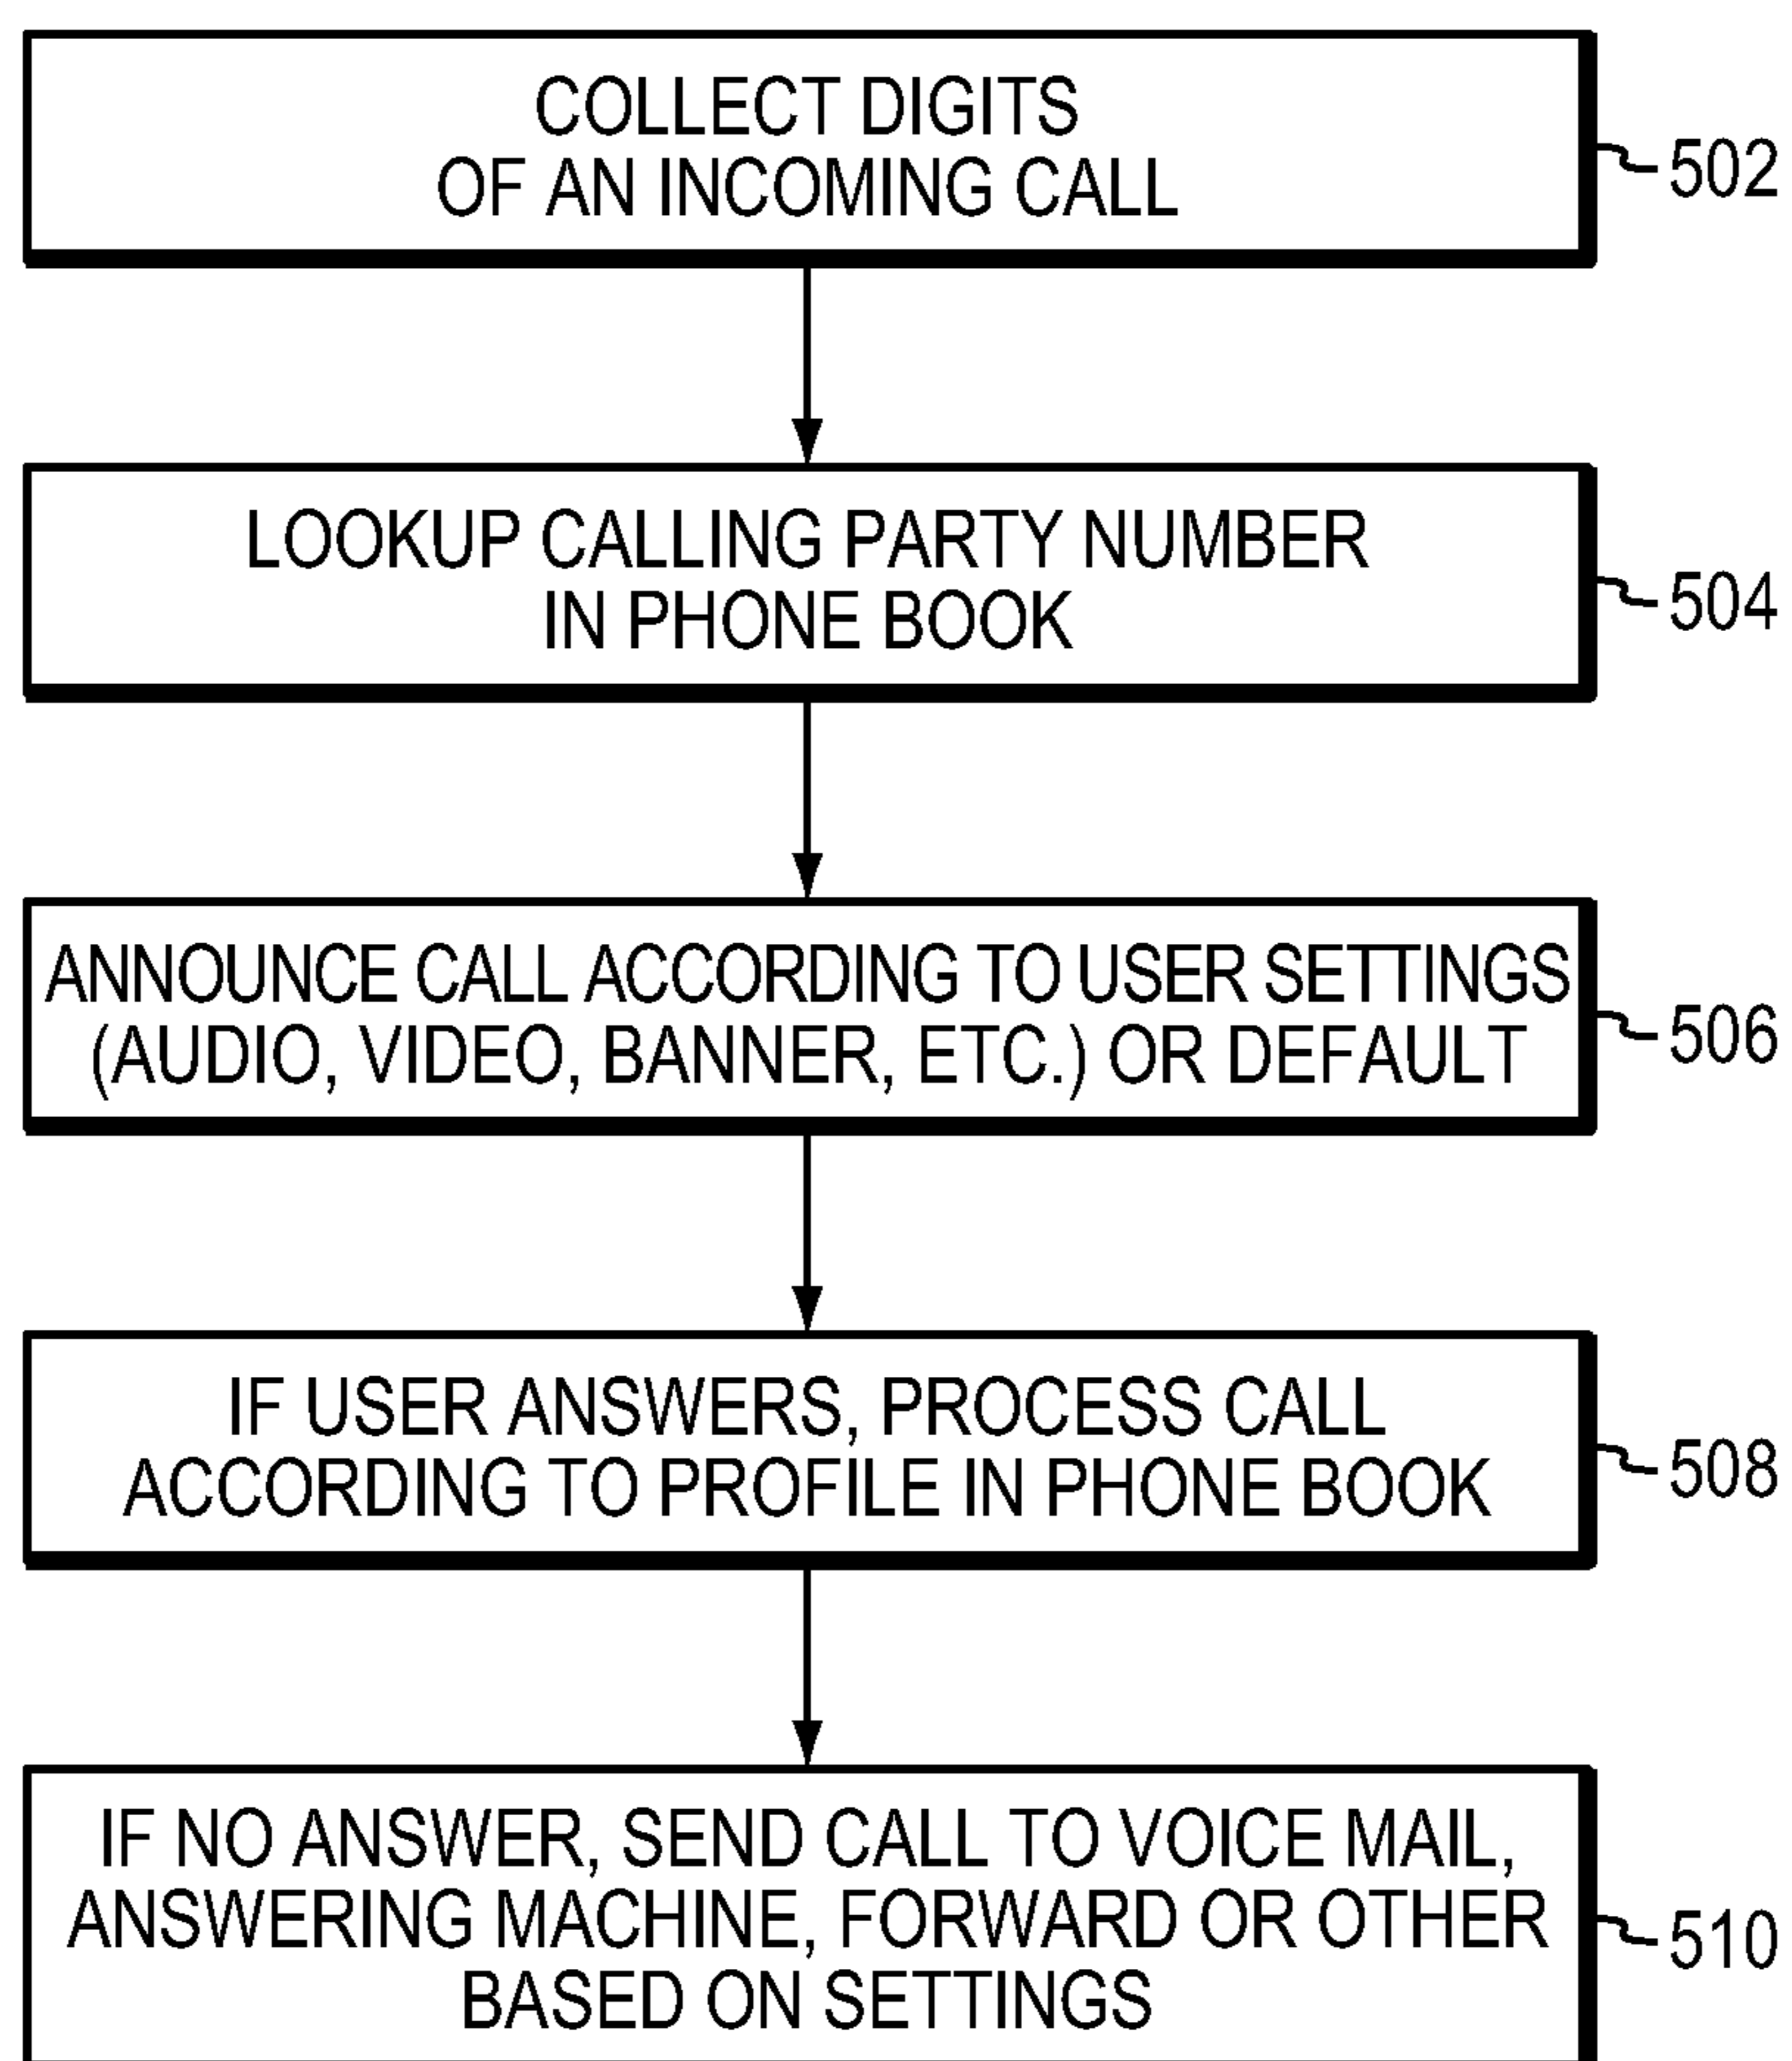 COLLECT DIGITS
OF AN INCOMING CALL
502
LOOKUP CALLING PARTY NUMBER
IN PHONE BOOK
504
ANNOUNCE CALL ACCORDING TO USER SETTINGS
(AUDIO, VIDEO, BANNER, ETC.) OR DEFAULT
506
IF USER ANSWERS, PROCESS CALL
ACCORDING TO PROFILE IN PHONE BOOK
508
IF NO ANSWER, SEND CALL TO VOICE MAIL,
ANSWERING MACHINE, FORWARD OR OTHER
BASED ON SETTINGS
510